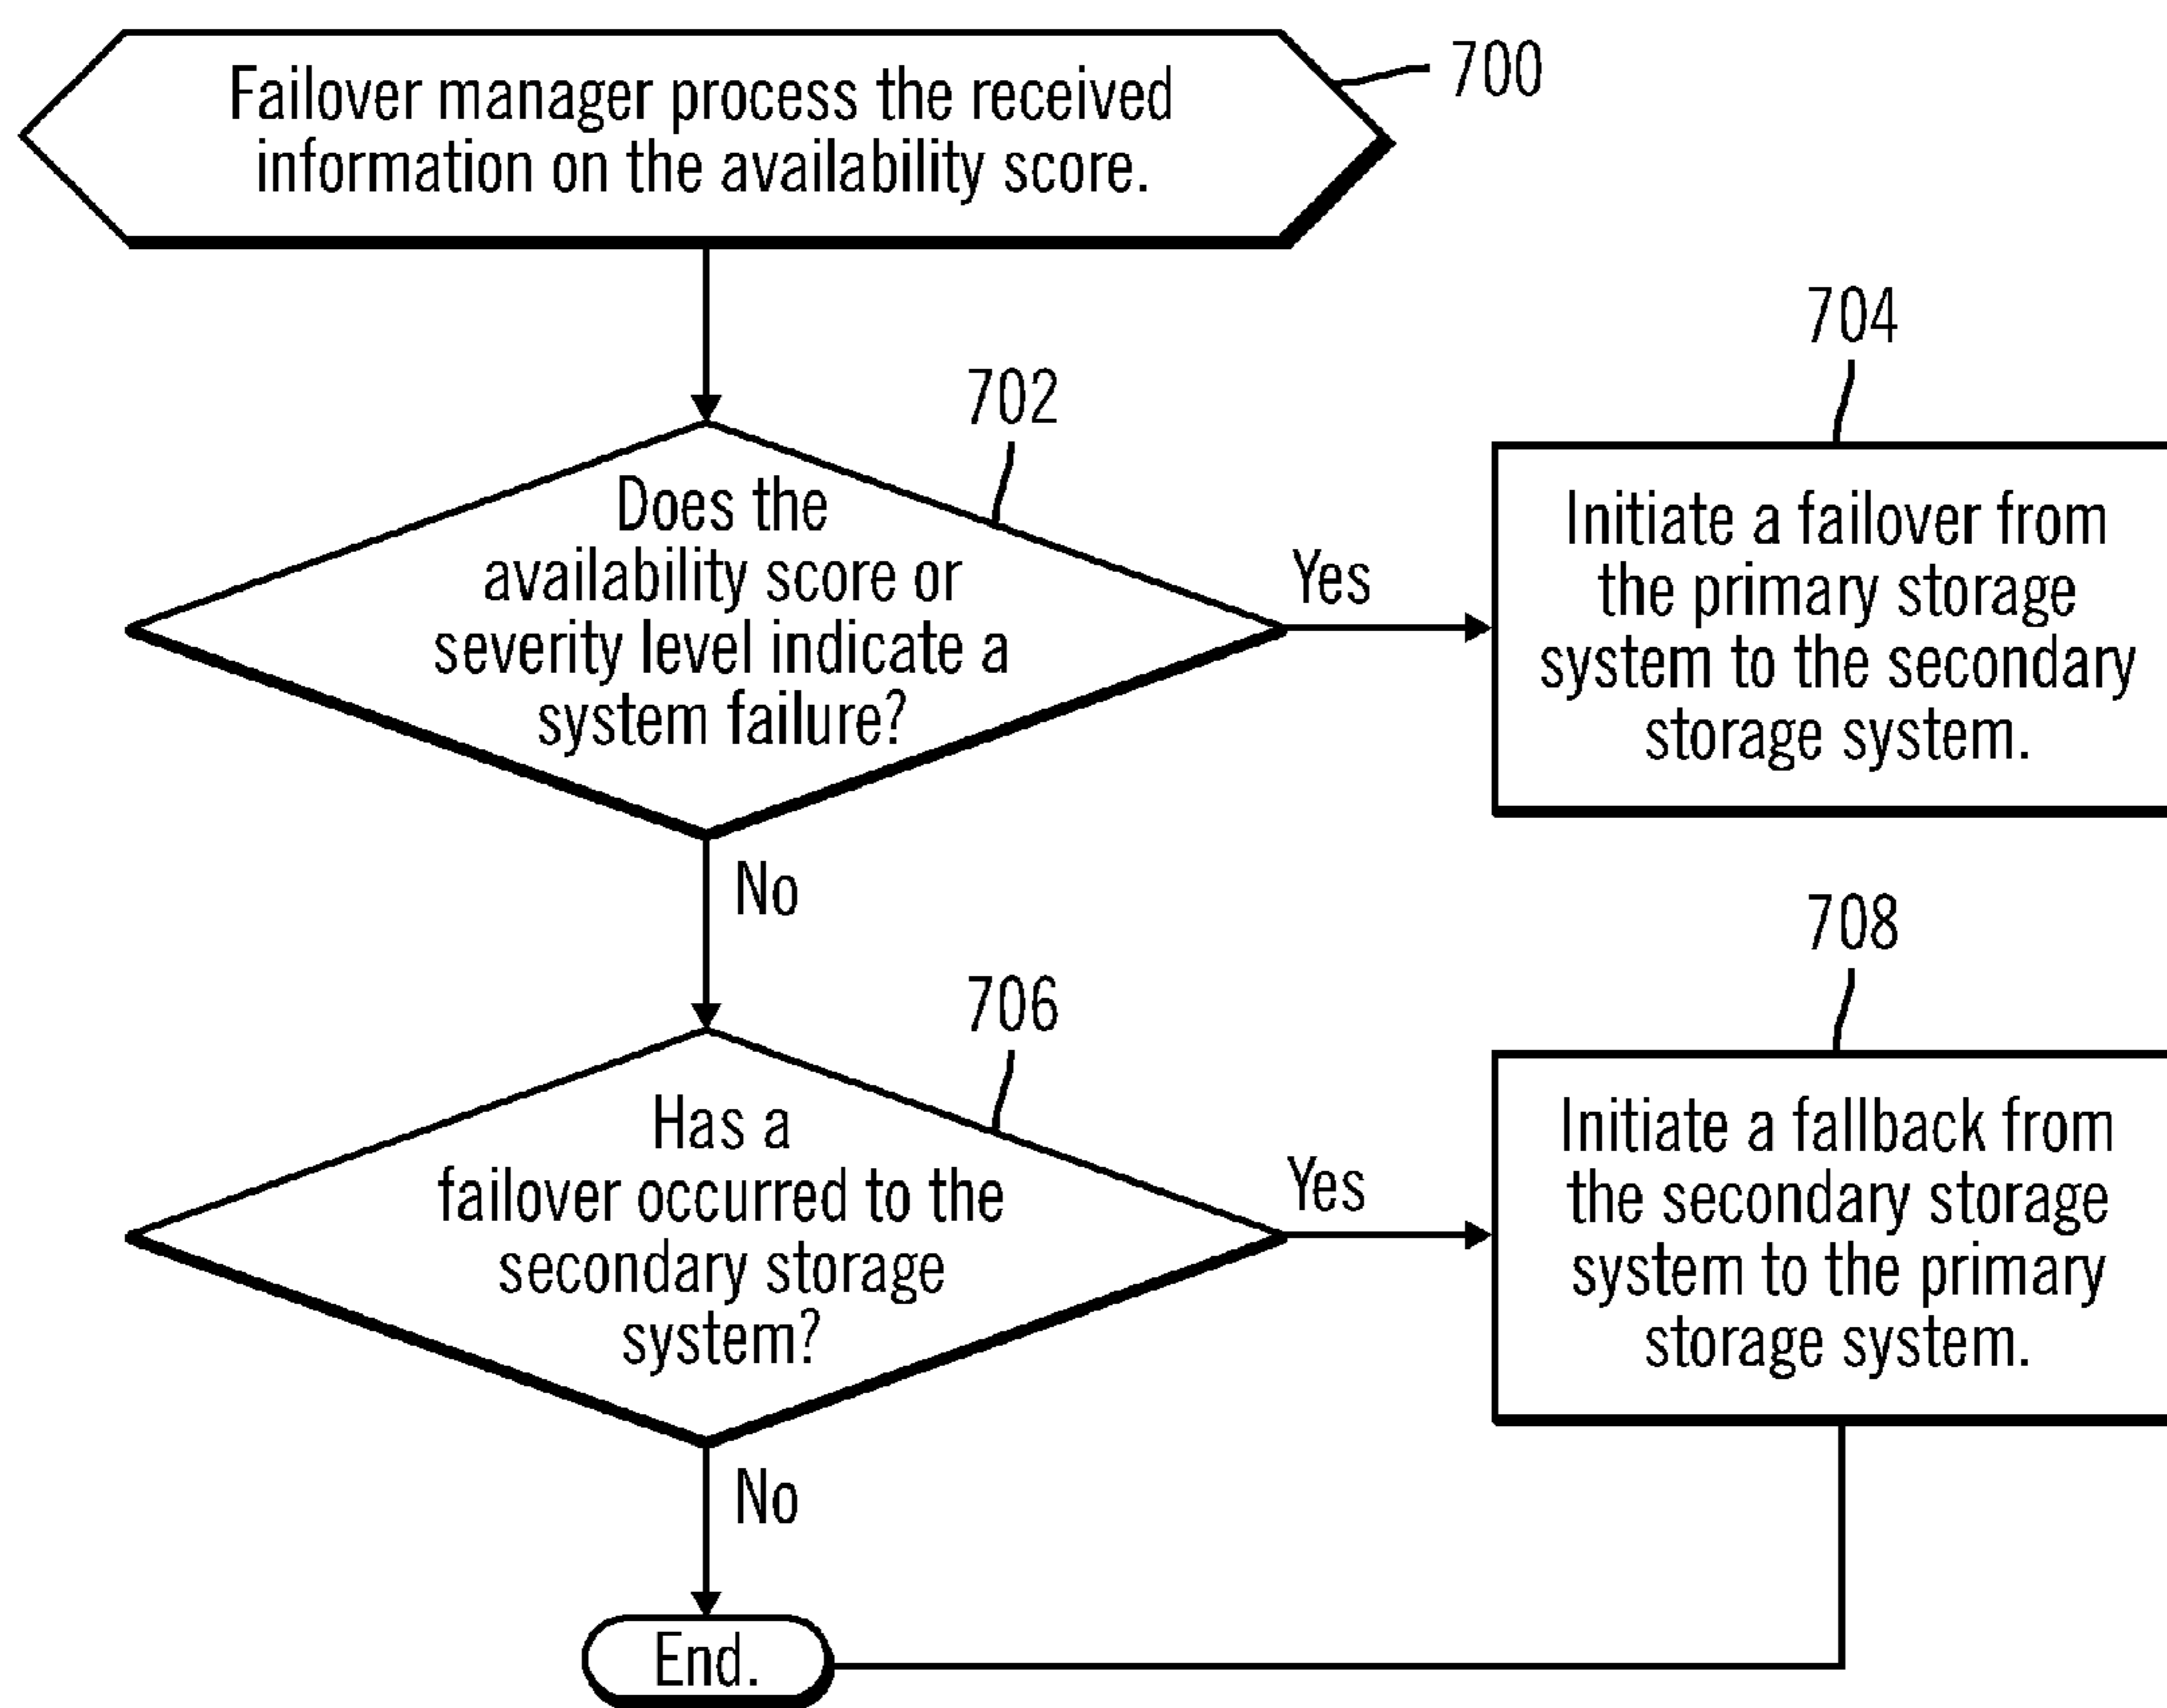 Failover manager process the received
information on the availability score.
700
702
Does the
availability score or
severity level indicate a
system failure?
Yes
704
Initiate a failover from
the primary storage
system to the secondary
storage system.
No
706
Has a
failover occurred to the
secondary storage
system?
Yes
708
Initiate a fallback from
the secondary storage
system to the primary
storage system.
No
End.